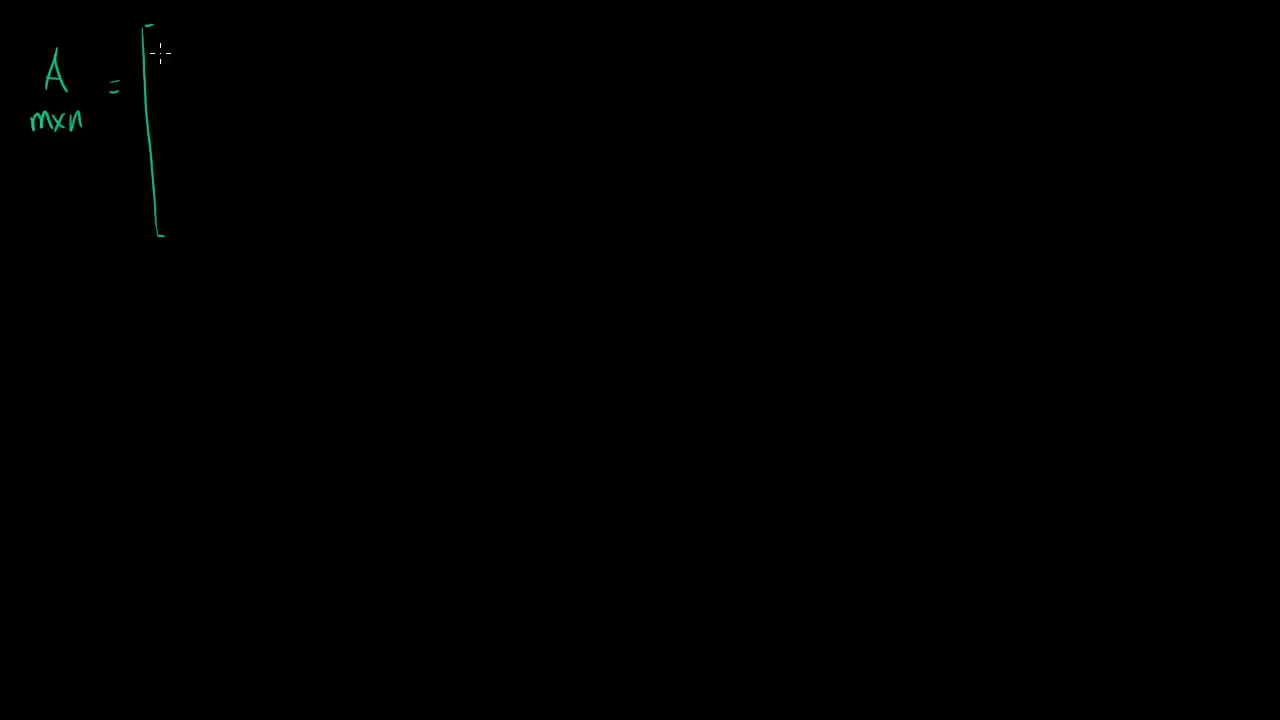 A = [
mxn